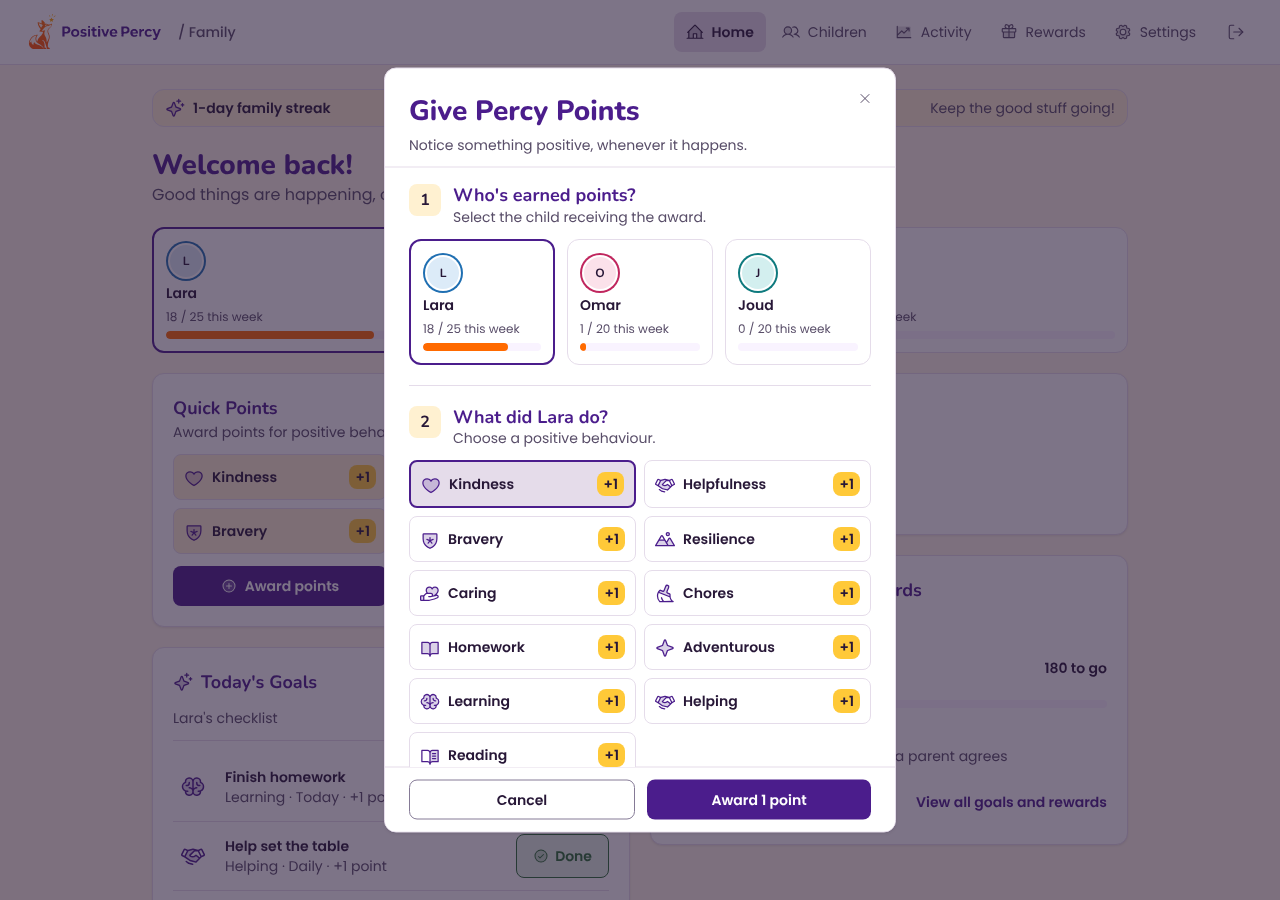 Positive Percy / Family
Home
Children
Activity
Rewards
Settings
1-day family streak
Keep the good stuff going!
Welcome back!
Good things are happening,
L
Lara
18 / 25 this week
Quick Points
Award points for positive
Kindness +1
Bravery +1
Award points
Today's Goals
Lara's checklist
Finish homework
Learning · Today · +1
Help set the table
Helping · Daily · +1 point
Done
Give Percy Points
Notice something positive, whenever it happens.
1
Who's earned points?
Select the child receiving the award.
L
Lara
18 / 25 this week
O
Omar
1 / 20 this week
J
Joud
0 / 20 this week
2
What did Lara do?
Choose a positive behaviour.
Kindness +1
Helpfulness +1
Bravery +1
Resilience +1
Caring +1
Chores +1
Homework +1
Adventurous +1
Learning +1
Helping +1
Reading +1
Cancel
Award 1 point
180 to go
a parent agrees
View all goals and rewards